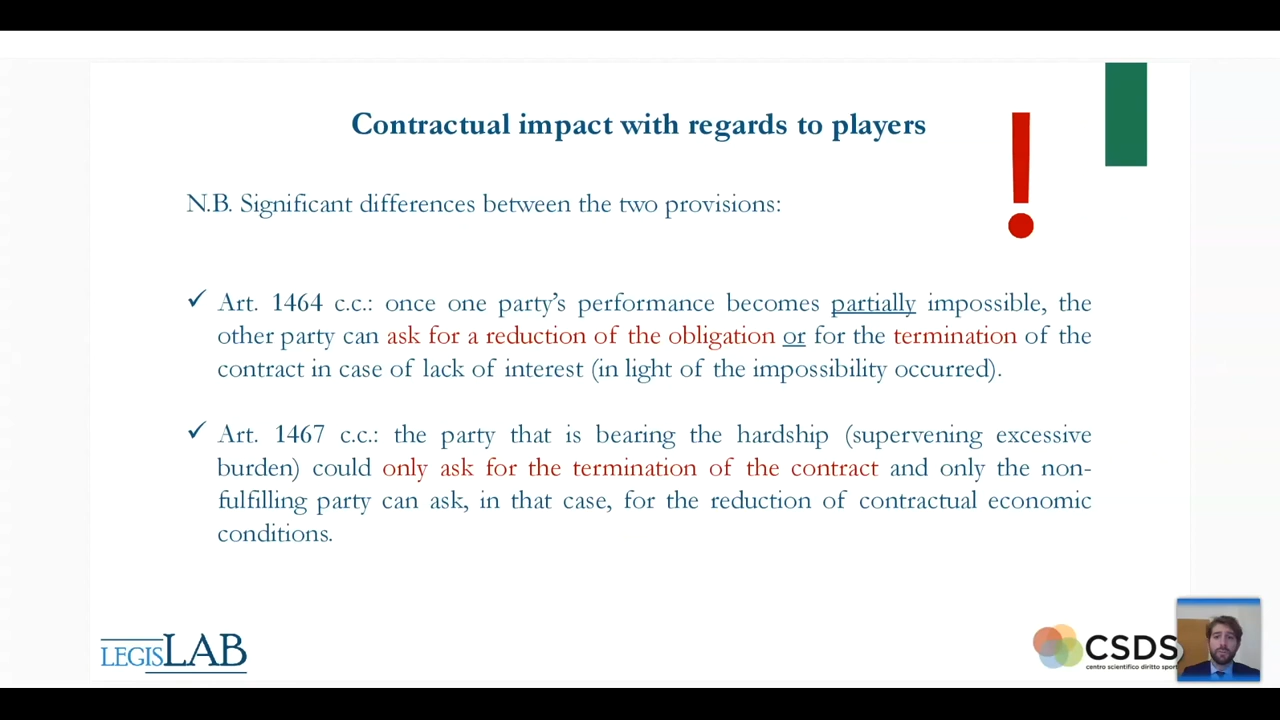 Contractual impact with regards to players
N.B. Significant differences between the two provisions:
✓ Art. 1464 c.c.: once one party’s performance becomes partially impossible, the
other party can ask for a reduction of the obligation or for the termination of the
contract in case of lack of interest (in light of the impossibility occurred).
✓ Art. 1467 c.c.: the party that is bearing the hardship (supervening excessive
burden) could only ask for the termination of the contract and only the non-
fulfilling party can ask, in that case, for the reduction of contractual economic
conditions.
LEGISLAB
CSDS
centro scientifico diritto sport